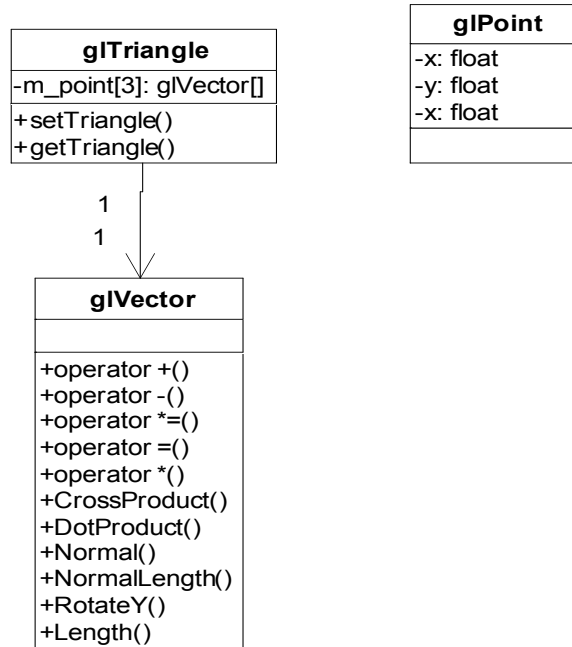 glTriangle
-m_point[3]: glVector[]
+setTriangle()
+getTriangle()
glPoint
-x: float
-y: float
-x: float
1
1
glVector
+operator +()
+operator -()
+operator *=()
+operator =()
+operator *()
+CrossProduct()
+DotProduct()
+Normal()
+NormalLength()
+RotateY()
+Length()